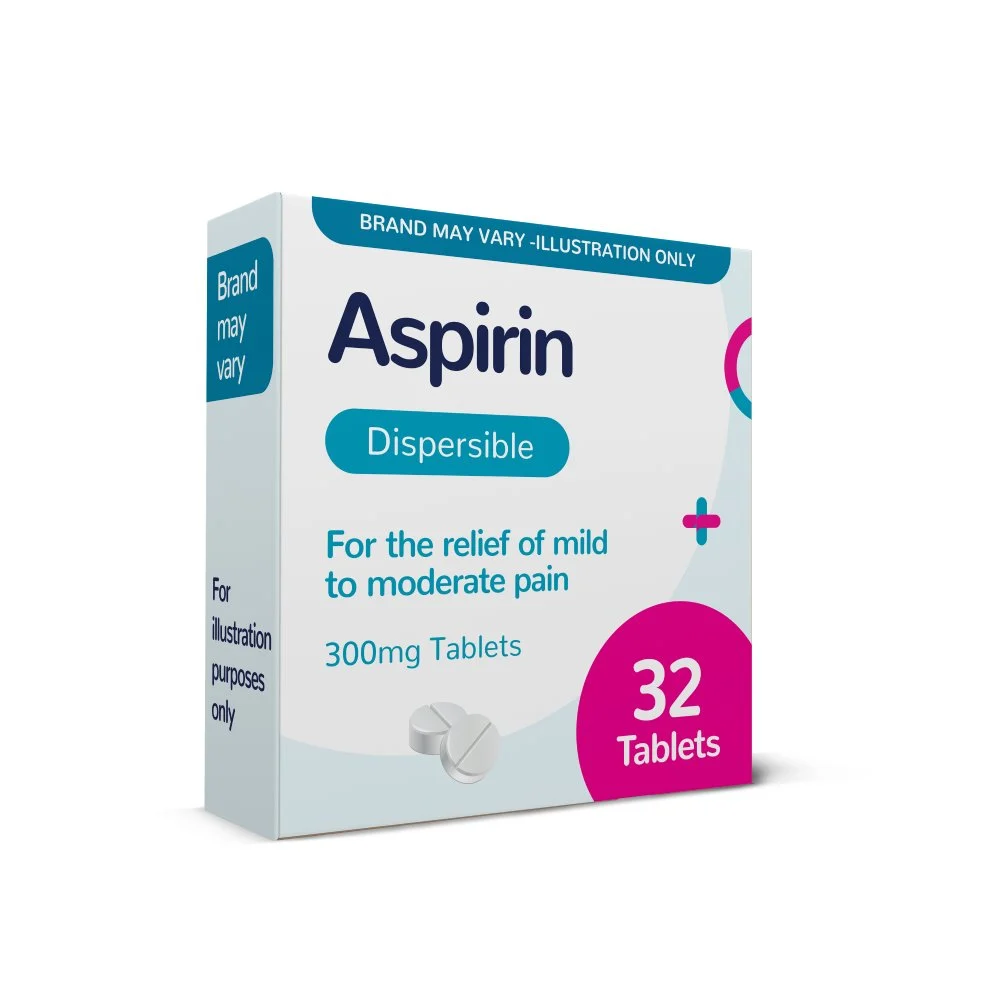 BRAND MAY VARY -ILLUSTRATION ONLY
Aspirin
Dispersible
For the relief of mild
to moderate pain
300mg Tablets
32
Tablets
Brand
may
vary
For
illustration
purposes
only